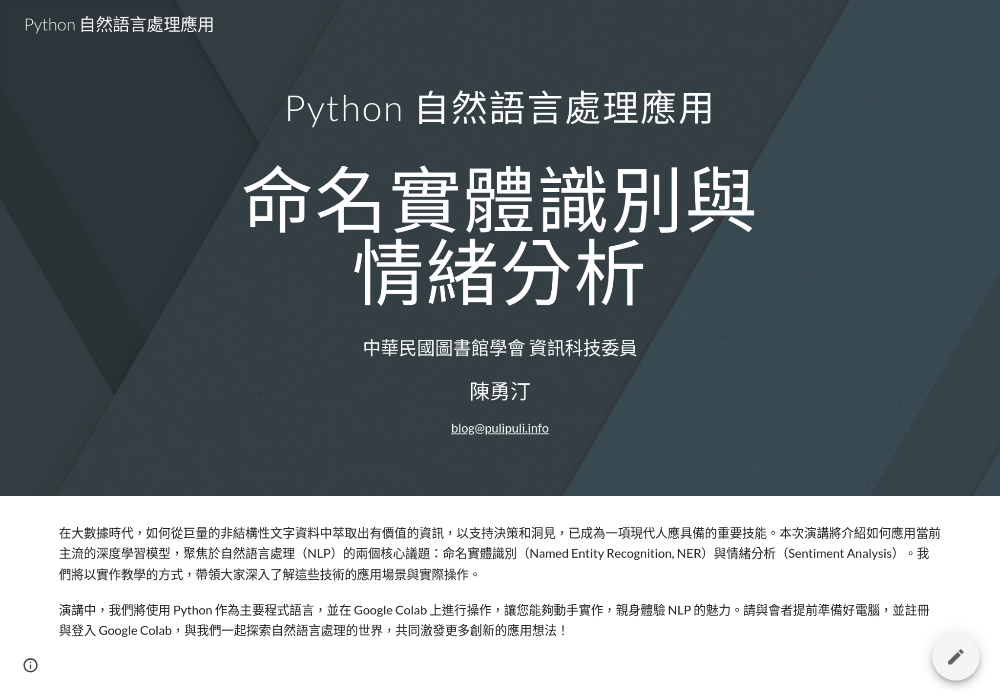 Python 自然語言處理應用
Python 自然語言處理應用
命名實體識別與
情緒分析
中華民國圖書館學會 資訊科技委員
陳勇汀
blog@pulipuli.info
在大數據時代，如何從巨量的非結構性文字資料中萃取出有價值的資訊，以支持決策和洞見，已成為一項現代人應具備的重要技能。本次演講將介紹如何應用當前
主流的深度學習模型，聚焦於自然語言處理（NLP）的兩個核心議題：命名實體識別（Named Entity Recognition, NER）與情緒分析（Sentiment Analysis）。我
們將以實作教學的方式，帶領大家深入了解這些技術的應用場景與實際操作。
演講中，我們將使用 Python 作為主要程式語言，並在 Google Colab 上進行操作，讓您能夠動手實作，親身體驗 NLP 的魅力。請與會者提前準備好電腦，並註冊
與登入 Google Colab，與我們一起探索自然語言處理的世界，共同激發更多創新的應用想法！